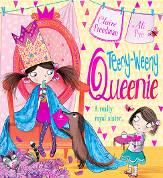 Claire Freedman
Ali Pye
Teeny-Weeny
Queenie
A really
royal sister...